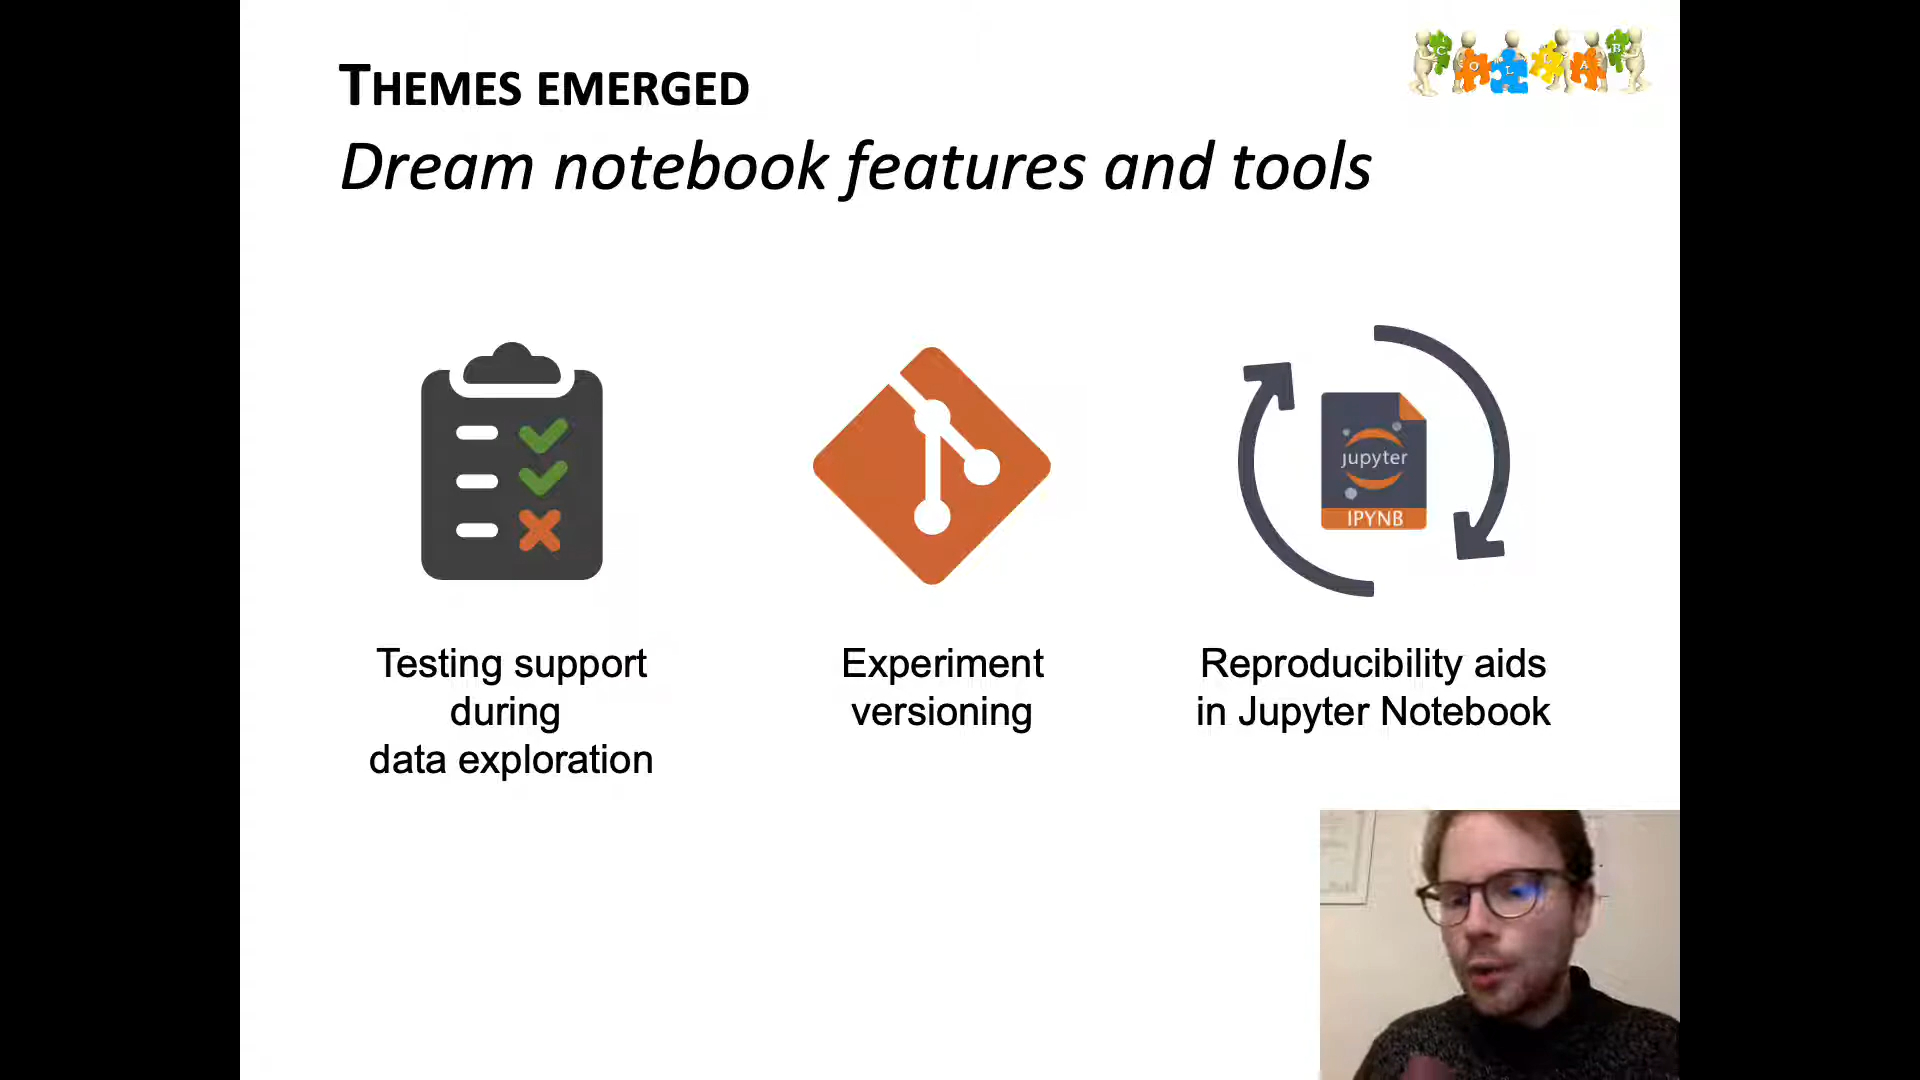 THEMES EMERGED
COLLAB
Dream notebook features and tools
jupyter
IPYNB
Testing support
during
data exploration
Experiment
versioning
Reproducibility aids
in Jupyter Notebook